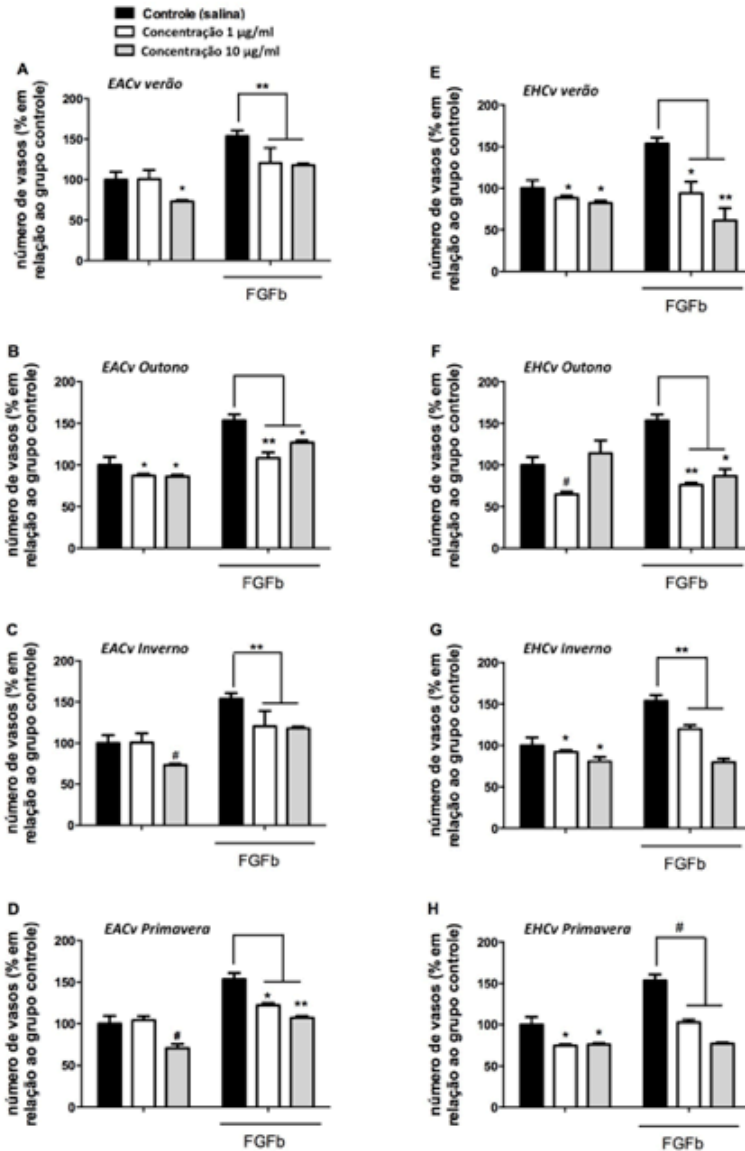 Controle (salina)
Concentração 1 µg/ml
Concentração 10 µg/ml
A
EACv verão
número de vasos (% em
relação ao grupo controle)
200
150
100
50
0
*
**
FGFb
B
EACv Outono
número de vasos (% em
relação ao grupo controle)
200
150
100
50
0
*
*
**
*
FGFb
C
EACv Inverno
número de vasos (% em
relação ao grupo controle)
200
150
100
50
0
#
**
FGFb
D
EACv Primavera
número de vasos (% em
relação ao grupo controle)
200
150
100
50
0
#
*
**
FGFb
E
EHCv verão
número de vasos (% em
relação ao grupo controle)
200
150
100
50
0
*
*
*
**
FGFb
F
EHCv Outono
número de vasos (% em
relação ao grupo controle)
200
150
100
50
0
#
**
*
FGFb
G
EHCv Inverno
número de vasos (% em
relação ao grupo controle)
200
150
100
50
0
*
*
**
FGFb
H
EHCv Primavera
número de vasos (% em
relação ao grupo controle)
200
150
100
50
0
*
*
#
FGFb